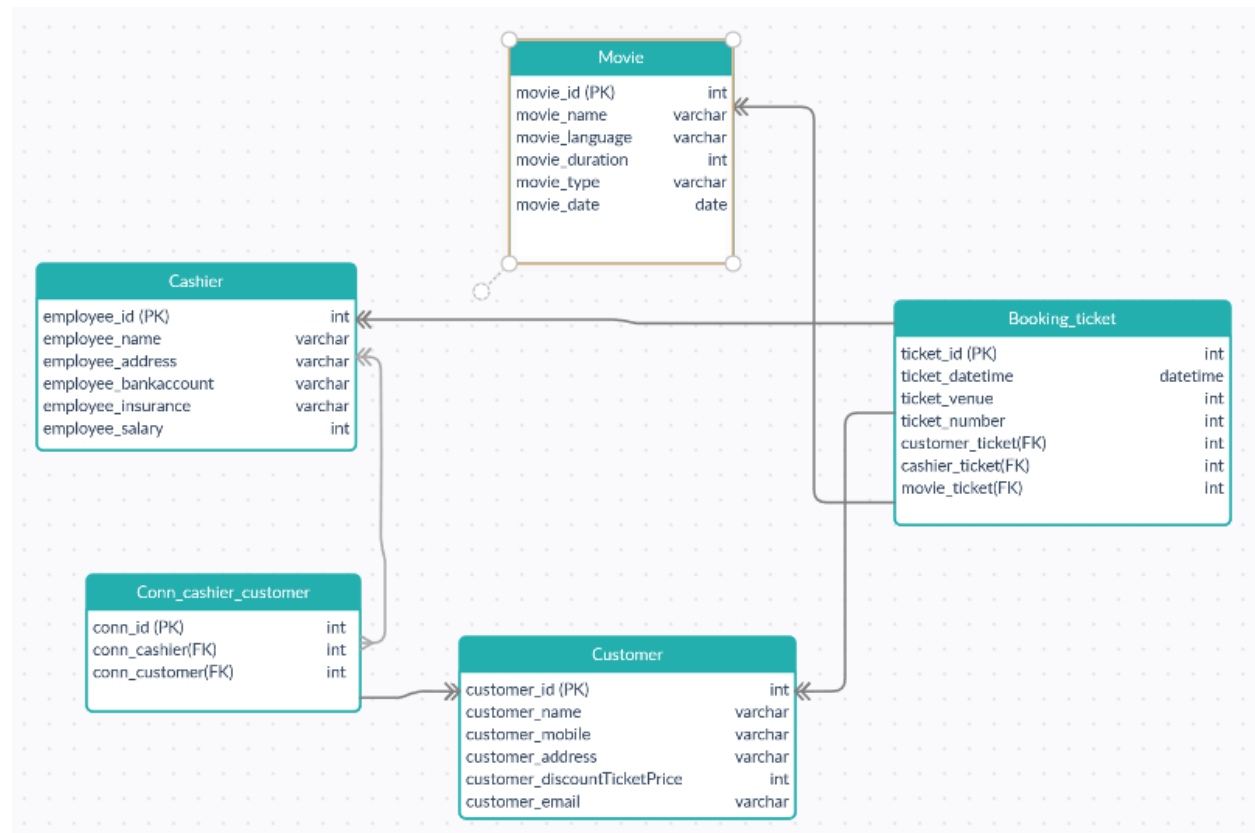 Movie
movie_id (PK) int
movie_name varchar
movie_language varchar
movie_duration int
movie_type varchar
movie_date date
Cashier
employee_id (PK) int
employee_name varchar
employee_address varchar
employee_bankaccount varchar
employee_insurance varchar
employee_salary int
Booking_ticket
ticket_id (PK) int
ticket_datetime datetime
ticket_venue int
ticket_number int
customer_ticket(FK) int
cashier_ticket(FK) int
movie_ticket(FK) int
Conn_cashier_customer
conn_id (PK) int
conn_cashier(FK) int
conn_customer(FK) int
Customer
customer_id (PK) int
customer_name varchar
customer_mobile varchar
customer_address varchar
customer_discountTicketPrice int
customer_email varchar